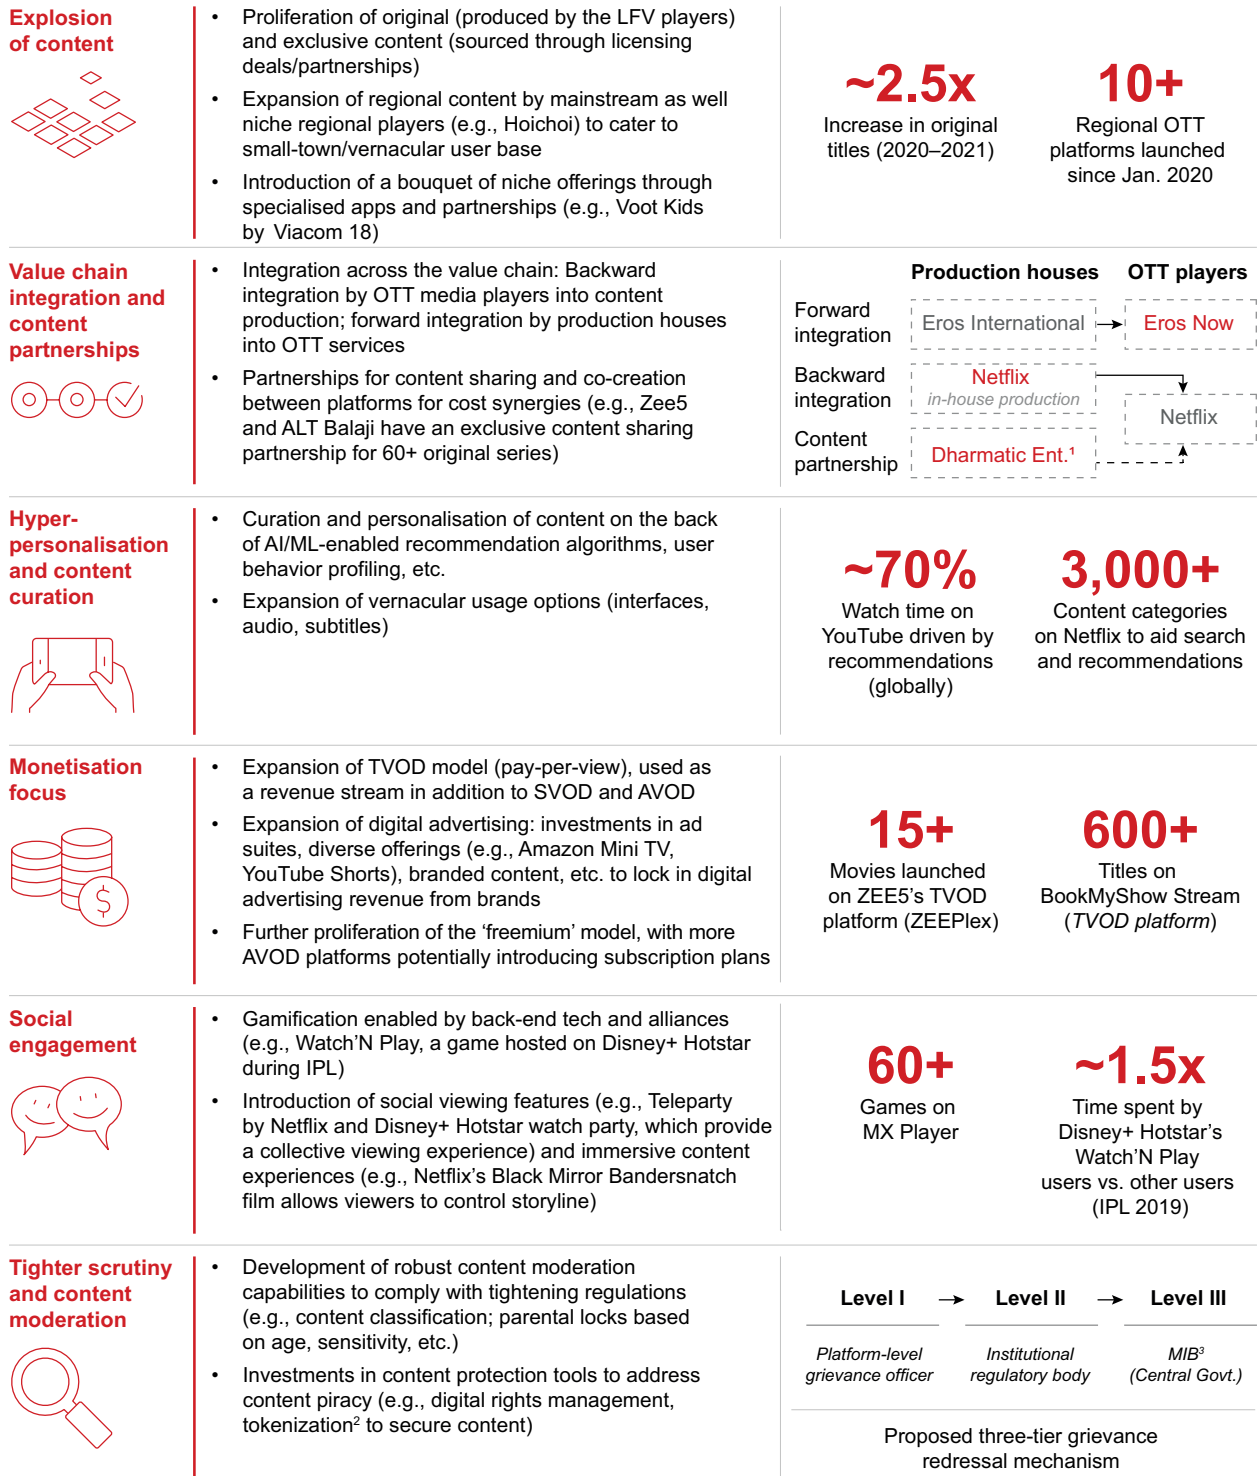 Explosion
of content
• Proliferation of original (produced by the LFV players)
and exclusive content (sourced through licensing
deals/partnerships)
• Expansion of regional content by mainstream as well
niche regional players (e.g., Hoichoi) to cater to
small-town/vernacular user base
• Introduction of a bouquet of niche offerings through
specialised apps and partnerships (e.g., Voot Kids
by Viacom 18)
~2.5x
Increase in original
titles (2020–2021)
10+
Regional OTT
platforms launched
since Jan. 2020
Value chain
integration and
content
partnerships
• Integration across the value chain: Backward
integration by OTT media players into content
production; forward integration by production houses
into OTT services
• Partnerships for content sharing and co-creation
between platforms for cost synergies (e.g., Zee5
and ALT Balaji have an exclusive content sharing
partnership for 60+ original series)
Production houses OTT players
Forward
integration
Eros International
Eros Now
Backward
integration
Netflix
in-house production
Netflix
Content
partnership
Dharmatic Ent.¹
Hyper-
personalisation
and content
curation
• Curation and personalisation of content on the back
of AI/ML-enabled recommendation algorithms, user
behavior profiling, etc.
• Expansion of vernacular usage options (interfaces,
audio, subtitles)
~70%
Watch time on
YouTube driven by
recommendations
(globally)
3,000+
Content categories
on Netflix to aid search
and recommendations
Monetisation
focus
$
• Expansion of TVOD model (pay-per-view), used as
a revenue stream in addition to SVOD and AVOD
• Expansion of digital advertising: investments in ad
suites, diverse offerings (e.g., Amazon Mini TV,
YouTube Shorts), branded content, etc. to lock in digital
advertising revenue from brands
• Further proliferation of the ‘freemium’ model, with more
AVOD platforms potentially introducing subscription plans
15+
Movies launched
on ZEE5’s TVOD
platform (ZEEPlex)
600+
Titles on
BookMyShow Stream
(TVOD platform)
Social
engagement
• Gamification enabled by back-end tech and alliances
(e.g., Watch’N Play, a game hosted on Disney+ Hotstar
during IPL)
• Introduction of social viewing features (e.g., Teleparty
by Netflix and Disney+ Hotstar watch party, which provide
a collective viewing experience) and immersive content
experiences (e.g., Netflix’s Black Mirror Bandersnatch
film allows viewers to control storyline)
60+
Games on
MX Player
~1.5x
Time spent by
Disney+ Hotstar’s
Watch’N Play
users vs. other users
(IPL 2019)
Tighter scrutiny
and content
moderation
• Development of robust content moderation
capabilities to comply with tightening regulations
(e.g., content classification; parental locks based
on age, sensitivity, etc.)
• Investments in content protection tools to address
content piracy (e.g., digital rights management,
tokenization² to secure content)
Level I
Platform-level
grievance officer
Level II
Institutional
regulatory body
Level III
MIB³
(Central Govt.)
Proposed three-tier grievance
redressal mechanism